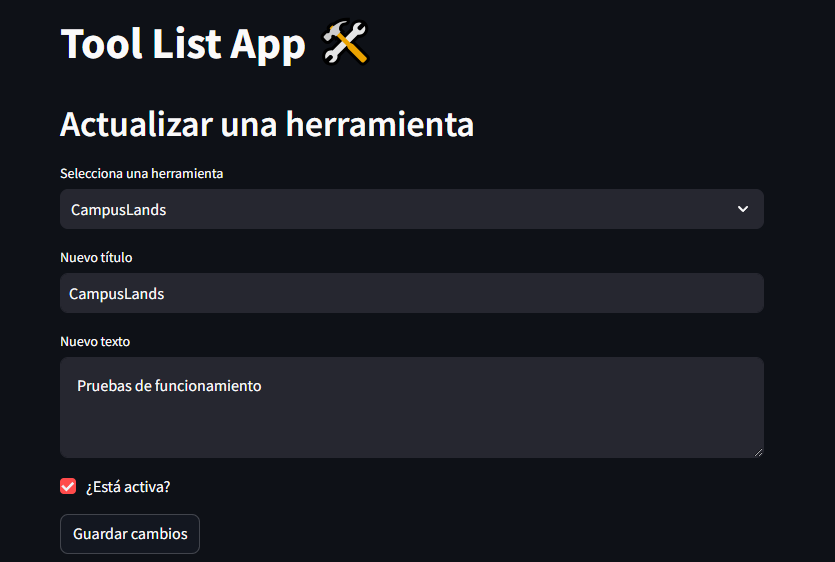 Tool List App
Actualizar una herramienta
Selecciona una herramienta
CampusLands
Nuevo título
CampusLands
Nuevo texto
Pruebas de funcionamiento
¿Está activa?
Guardar cambios